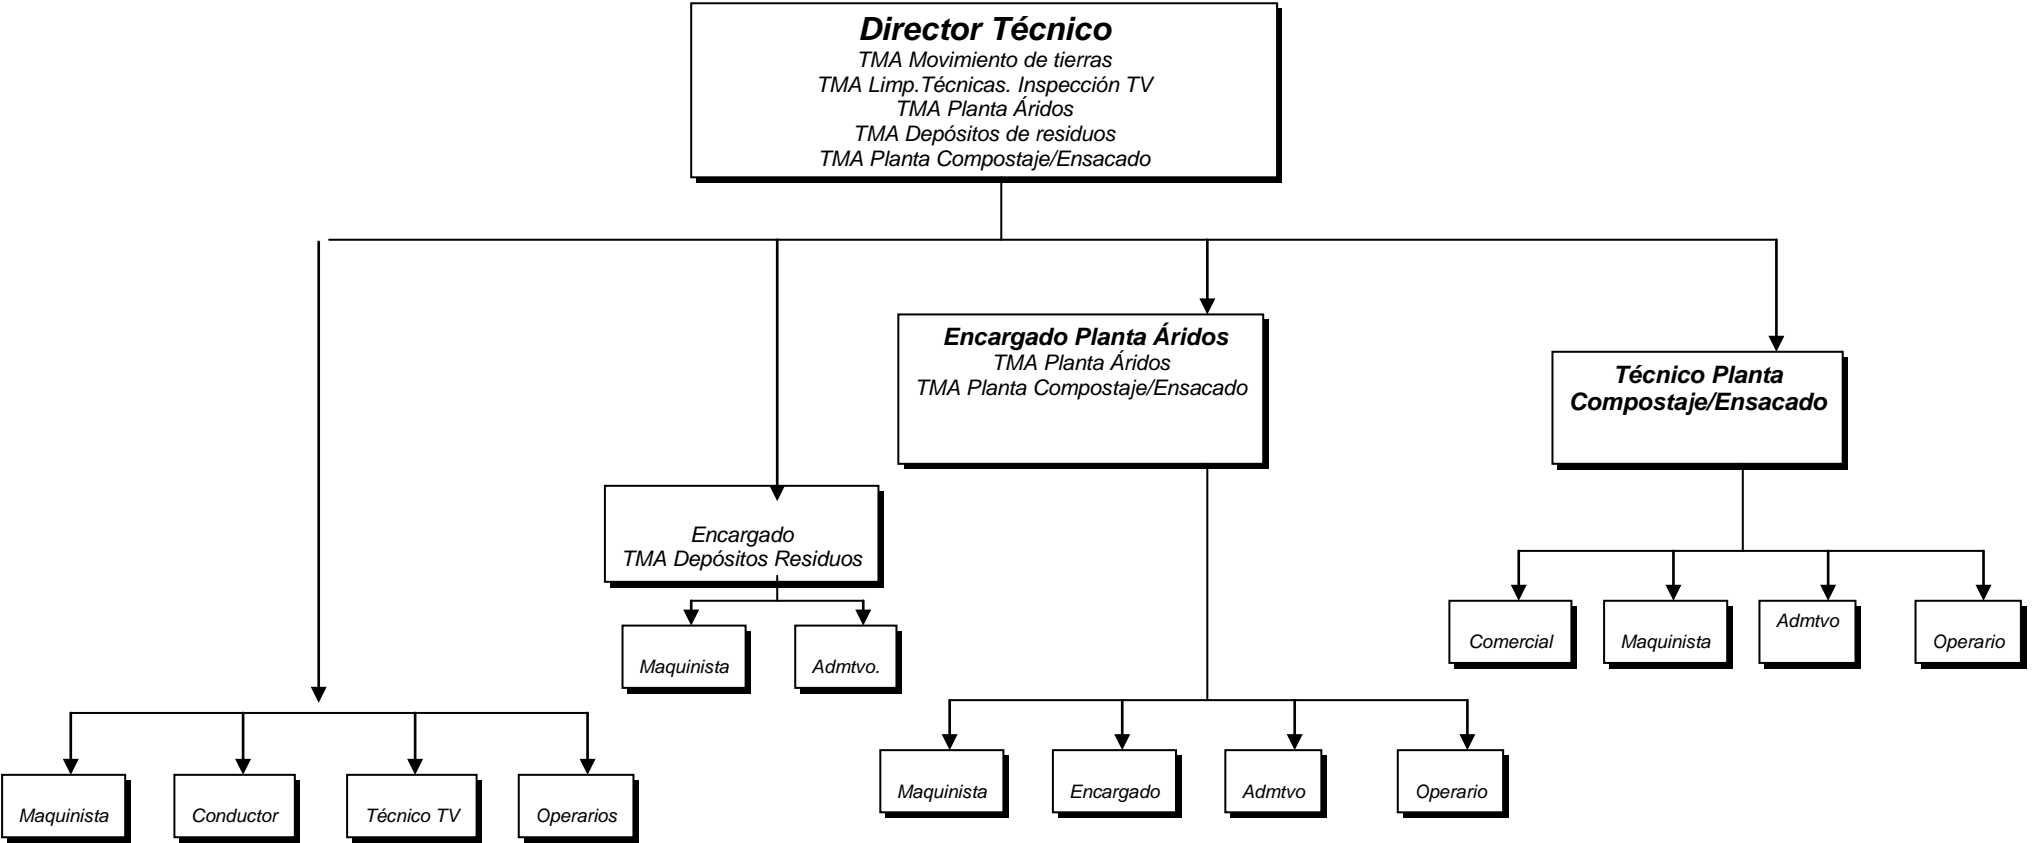 Director Técnico
TMA Movimiento de tierras
TMA Limp.Técnicas. Inspección TV
TMA Planta Áridos
TMA Depósitos de residuos
TMA Planta Compostaje/Ensacado
Encargado Planta Áridos
TMA Planta Áridos
TMA Planta Compostaje/Ensacado
Técnico Planta
Compostaje/Ensacado
Encargado
TMA Depósitos Residuos
Maquinista
Admtvo.
Comercial
Maquinista
Admtvo
Operario
Maquinista
Conductor
Técnico TV
Operarios
Maquinista
Encargado
Admtvo
Operario